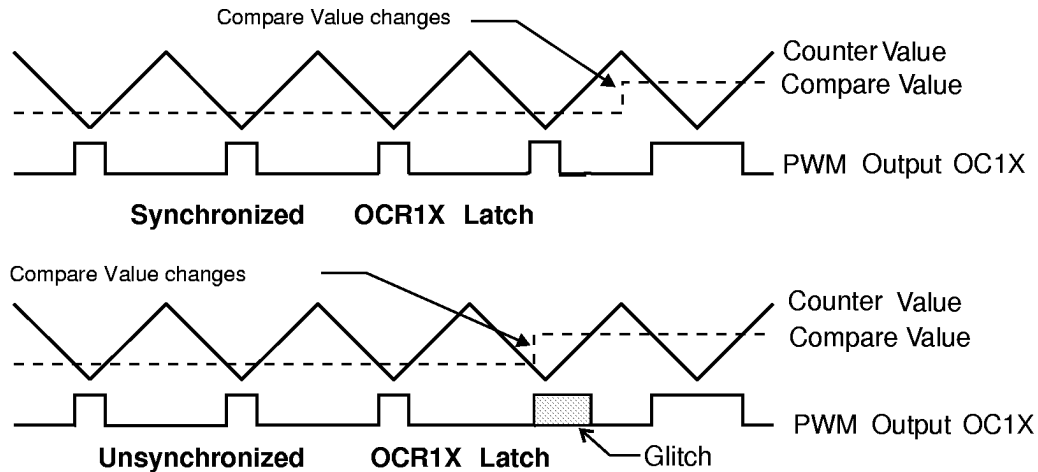 Compare Value changes
Counter Value
Compare Value
PWM Output OC1X
Synchronized OCR1X Latch
Compare Value changes
Counter Value
Compare Value
PWM Output OC1X
Unsynchronized OCR1X Latch
Glitch